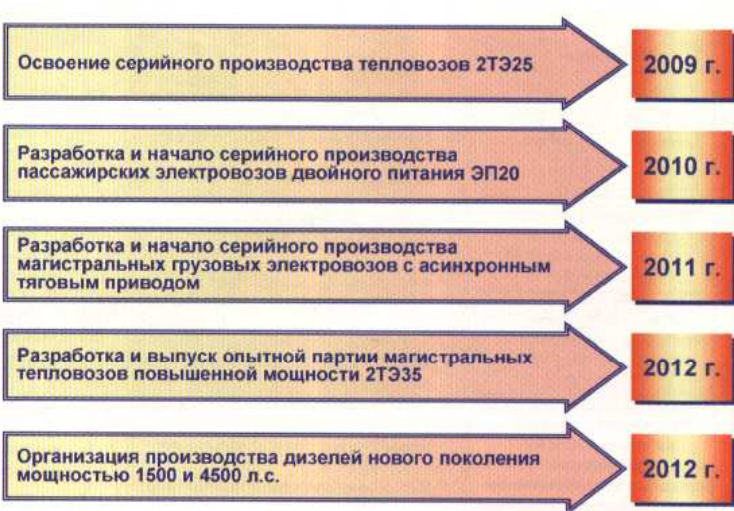 Освоение серийного производства тепловозов 2ТЭ25
2009 г.
Разработка и начало серийного производства
пассажирских электровозов двойного питания ЭП20
2010 г.
Разработка и начало серийного производства
магистральных грузовых электровозов с асинхронным
тяговым приводом
2011 г.
Разработка и выпуск опытной партии магистральных
тепловозов повышенной мощности 2ТЭ35
2012 г.
Организация производства дизелей нового поколения
мощностью 1500 и 4500 л.с.
2012 г.